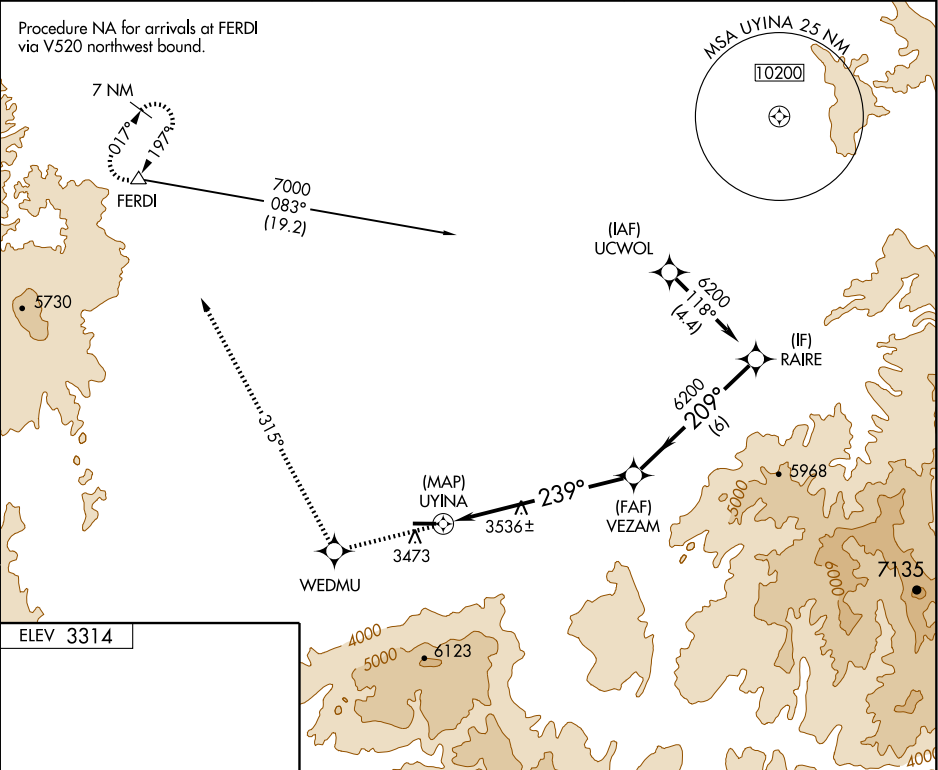 Procedure NA for arrivals at FERDI
via V520 northwest bound.
MSA UYINA 25 NM
10200
7 NM
017°
197°
FERDI
7000
083°
(19.2)
(IAF)
UCWOL
6200
118°
(4.4)
5730
(IF)
RAIRE
6200
209°
(6)
315°
5968
5000
(MAP)
UYINA
239°
(FAF)
VEZAM
3536±
3473
WEDMU
6000
7135
ELEV 3314
4000
5000
6123
4000